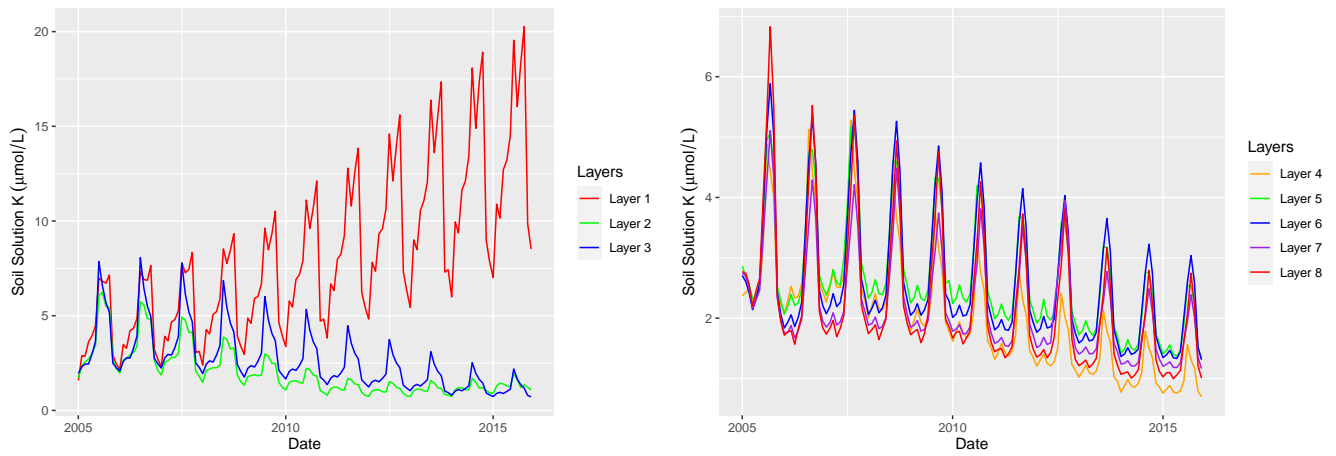 Soil Solution K (μmol/L)
20
15
10
5
0
2005
2010
2015
Date
Layers
Layer 1
Layer 2
Layer 3
Soil Solution K (μmol/L)
6
4
2
2005
2010
2015
Date
Layers
Layer 4
Layer 5
Layer 6
Layer 7
Layer 8